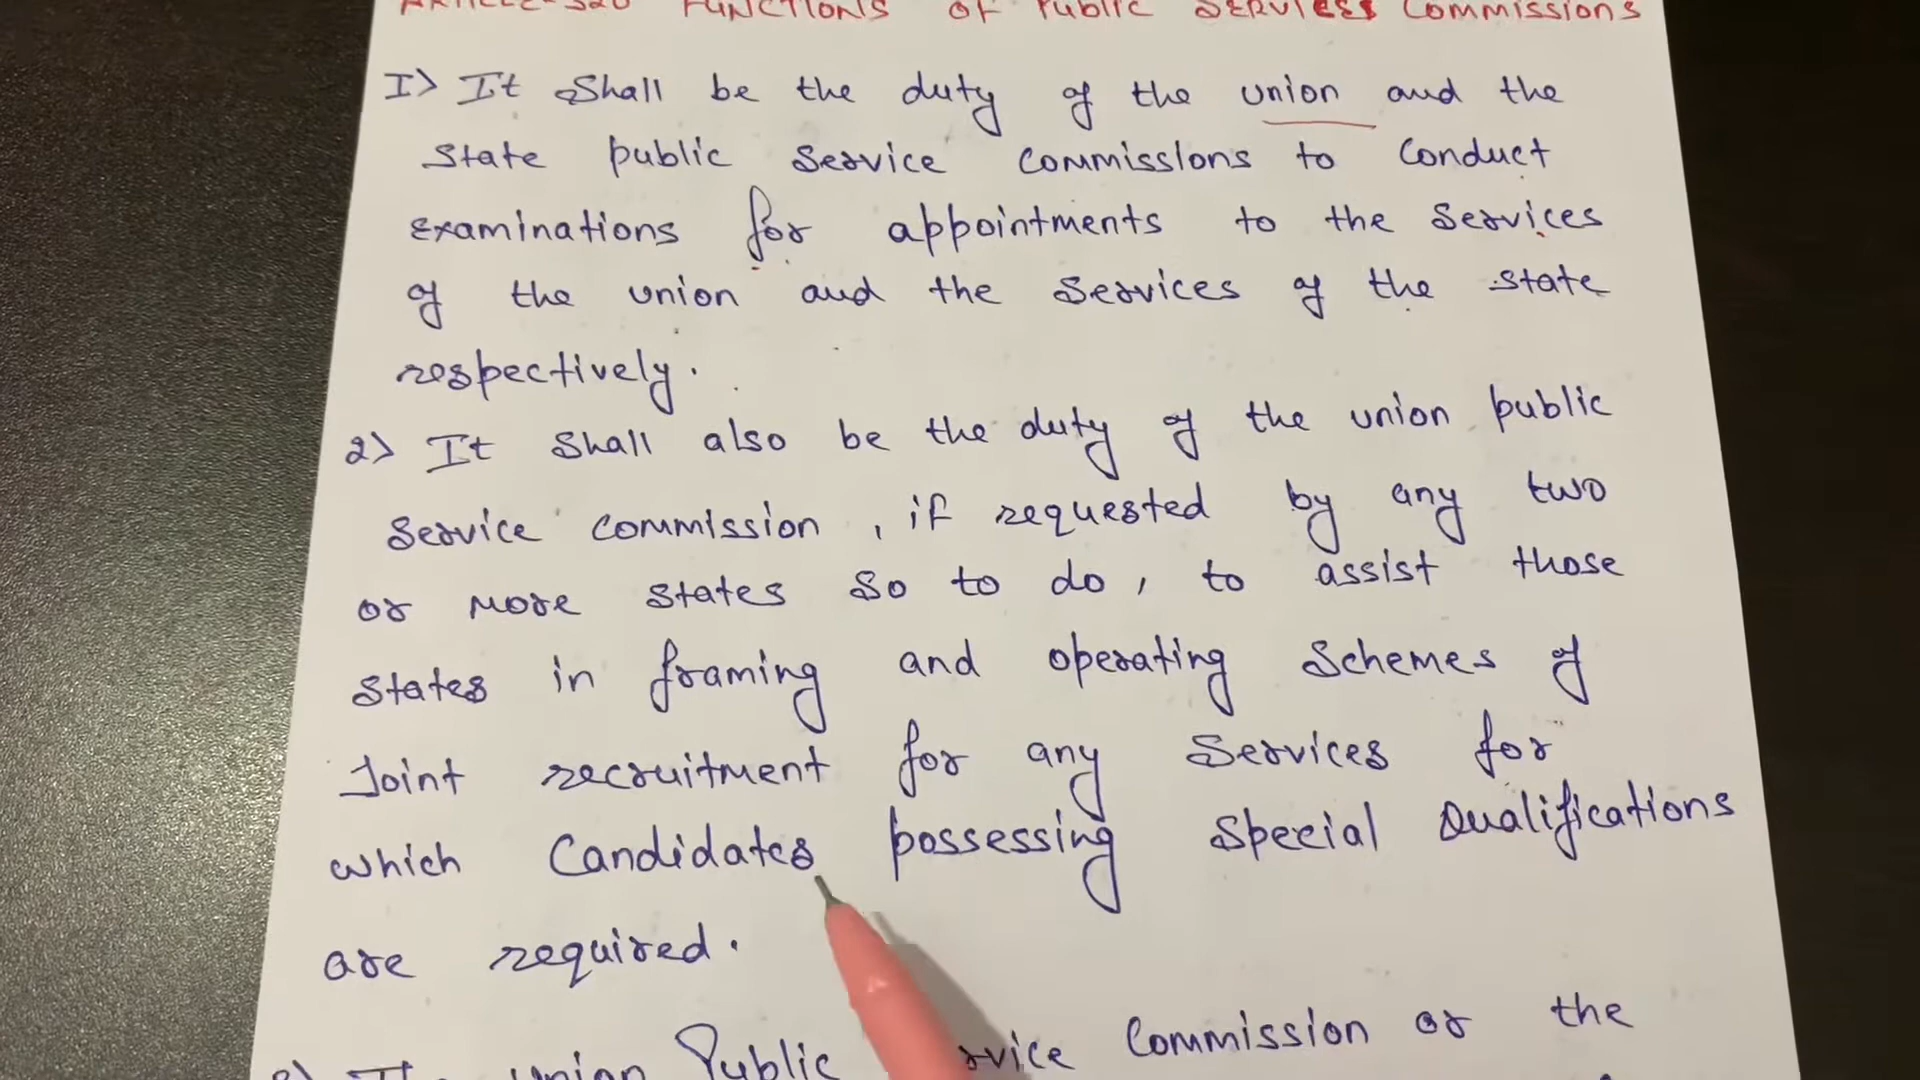 ARTICLE-320 FUNCTIONS OF Public SERVICES Commissions
I) It shall be the duty of the union and the
State public Service Commissions to Conduct
Examinations for appointments to the Services
of the union and the Services of the state
respectively.
2) It Shall also be the duty of the union public
Service Commission, if requested by any two
or more states so to do, to assist those
states in framing and operating Schemes of
Joint recruitment for any Services for
which Candidates possessing Special Qualifications
are required.
union Public Commission or the